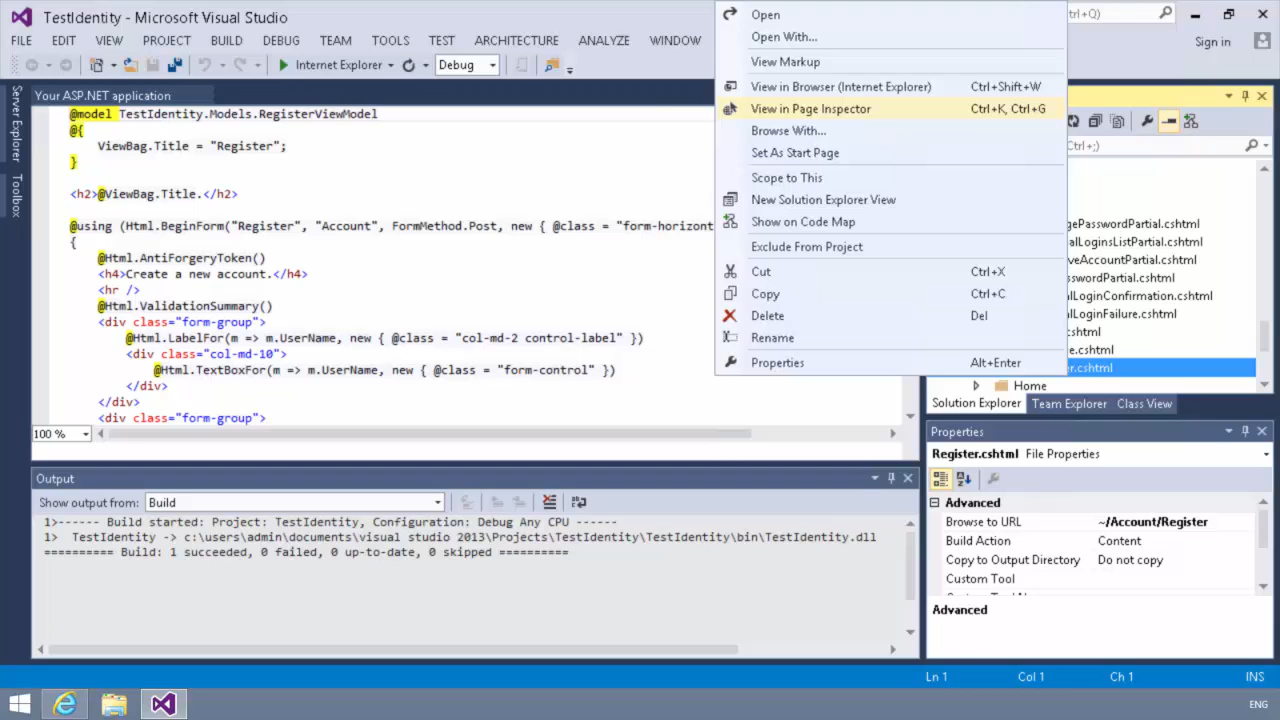 TestIdentity - Microsoft Visual Studio
trl+Q)
FILE EDIT VIEW PROJECT BUILD DEBUG TEAM TOOLS TEST ARCHITECTURE ANALYZE WINDOW
Sign in
Internet Explorer Debug
Server Explorer
Toolbox
Your ASP.NET application
@model TestIdentity.Models.RegisterViewModel
@{
ViewBag.Title = "Register";
}
<h2>@ViewBag.Title.</h2>
@using (Html.BeginForm("Register", "Account", FormMethod.Post, new { @class = "form-horizont
{
@Html.AntiForgeryToken()
<h4>Create a new account.</h4>
<hr />
@Html.ValidationSummary()
<div class="form-group">
@Html.LabelFor(m => m.UserName, new { @class = "col-md-2 control-label" })
<div class="col-md-10">
@Html.TextBoxFor(m => m.UserName, new { @class = "form-control" })
</div>
</div>
<div class="form-group">
100 %
Open
Open With...
View Markup
View in Browser (Internet Explorer) Ctrl+Shift+W
View in Page Inspector Ctrl+K, Ctrl+G
Browse With...
Set As Start Page
Scope to This
New Solution Explorer View
Show on Code Map
Exclude From Project
Cut Ctrl+X
Copy Ctrl+C
Delete Del
Rename
Properties Alt+Enter
Ctrl+;)
gePasswordPartial.cshtml
alLoginsListPartial.cshtml
veAccountPartial.cshtml
sswordPartial.cshtml
alLoginConfirmation.cshtml
alLoginFailure.cshtml
e.cshtml
er.cshtml
Home
Solution Explorer Team Explorer Class View
Properties
Register.cshtml File Properties
Advanced
Browse to URL ~/Account/Register
Build Action Content
Copy to Output Directory Do not copy
Custom Tool
Advanced
Output
Show output from: Build
1>------ Build started: Project: TestIdentity, Configuration: Debug Any CPU ------
1> TestIdentity -> c:\users\admin\documents\visual studio 2013\Projects\TestIdentity\TestIdentity\bin\TestIdentity.dll
========== Build: 1 succeeded, 0 failed, 0 up-to-date, 0 skipped ==========
Ln 1 Col 1 Ch 1 INS
ENG